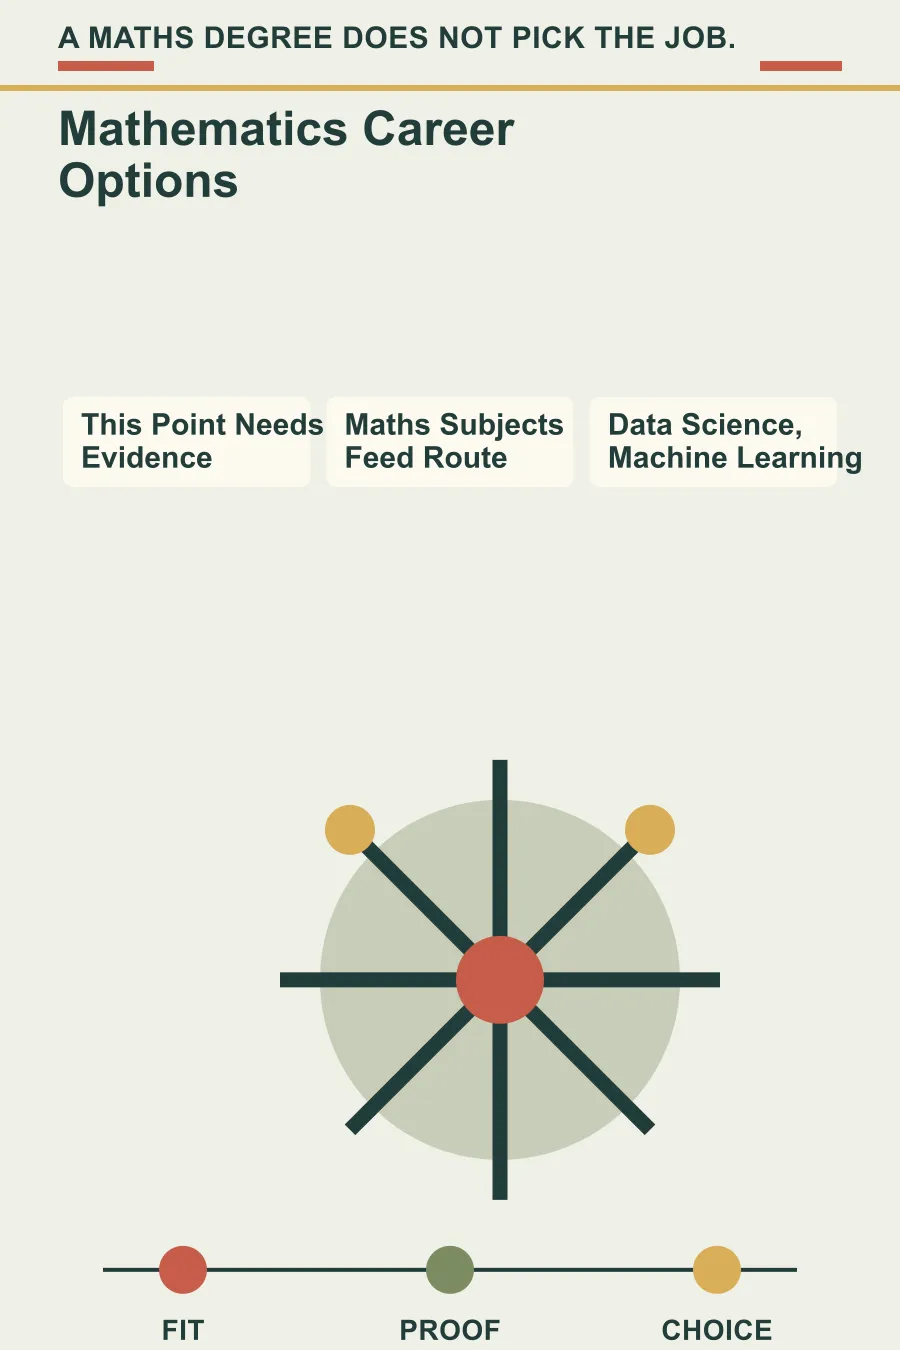 A MATHS DEGREE DOES NOT PICK THE JOB.
Mathematics Career
Options
This Point Needs
Evidence
Maths Subjects
Feed Route
Data Science,
Machine Learning
FIT
PROOF
CHOICE